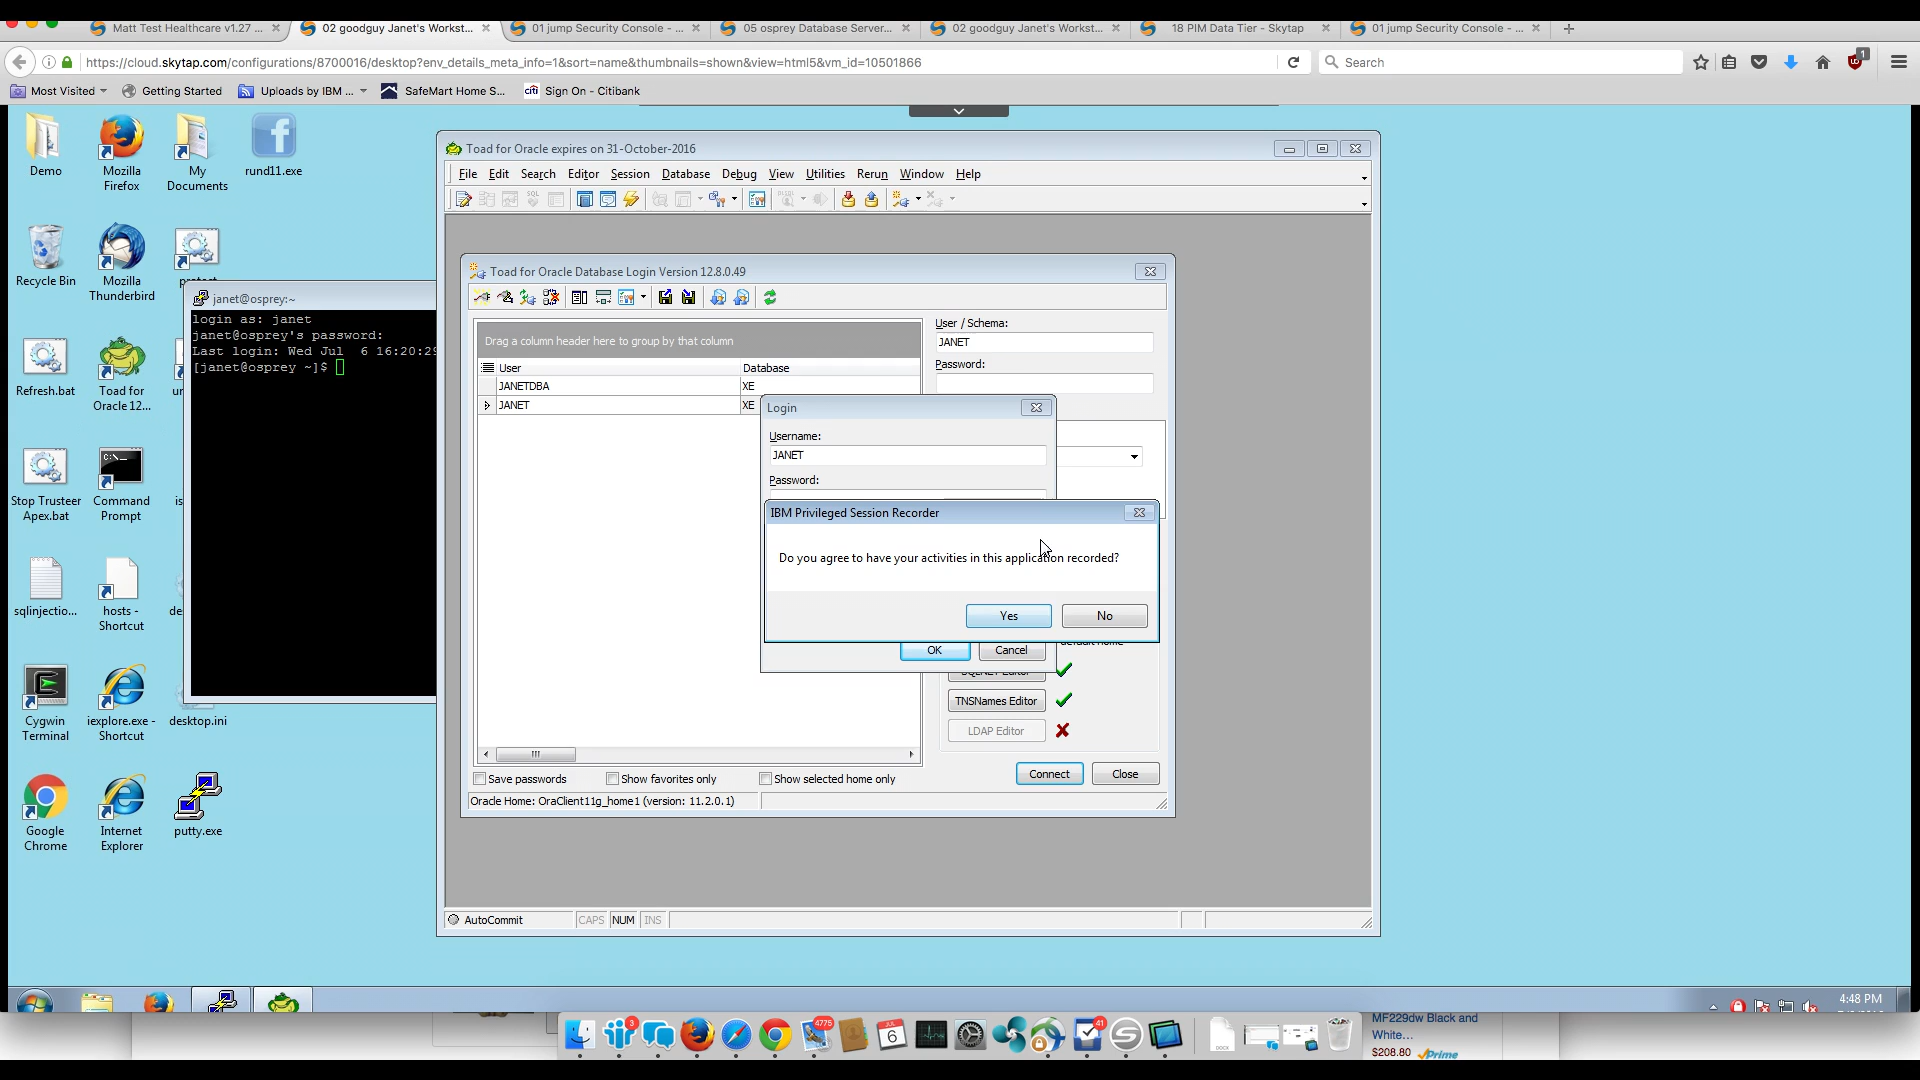 Matt Test Healthcare v1.27 ...
02 goodguy Janet's Workst...
01 jump Security Console - ...
05 osprey Database Server...
02 goodguy Janet's Workst...
18 PIM Data Tier - Skytap
01 jump Security Console - ...
https://cloud.skytap.com/configurations/8700016/desktop?env_details_meta_info=1&sort=name&thumbnails=shown&view=html5&vm_id=10501866
Search
1
Most Visited
Getting Started
Uploads by IBM ...
SafeMart Home S...
citi Sign On - Citibank
Demo
Mozilla Firefox
My Documents
rund11.exe
Recycle Bin
Mozilla Thunderbird
Refresh.bat
Toad for Oracle 12...
Stop Trusteer Apex.bat
Command Prompt
sqlinjectio...
hosts - Shortcut
Cygwin Terminal
iexplore.exe - Shortcut
desktop.ini
Google Chrome
Internet Explorer
putty.exe
janet@osprey:~
login as: janet
janet@osprey's password:
Last login: Wed Jul  6 16:20:29
[janet@osprey ~]$
Toad for Oracle expires on 31-October-2016
File Edit Search Editor Session Database Debug View Utilities Rerun Window Help
Toad for Oracle Database Login Version 12.8.0.49
Drag a column header here to group by that column
User Database
JANETDBA XE
JANET XE
User / Schema:
JANET
Password:
Login
Username:
JANET
Password:
IBM Privileged Session Recorder
Do you agree to have your activities in this application recorded?
Yes No
OK Cancel
TNSNames Editor
LDAP Editor
Save passwords
Show favorites only
Show selected home only
Connect Close
Oracle Home: OraClient11g_home1 (version: 11.2.0.1)
AutoCommit CAPS NUM INS
4:48 PM
3
4775
JUL
6
41
DOCX
MF229dw Black and
White...
$208.80 Prime